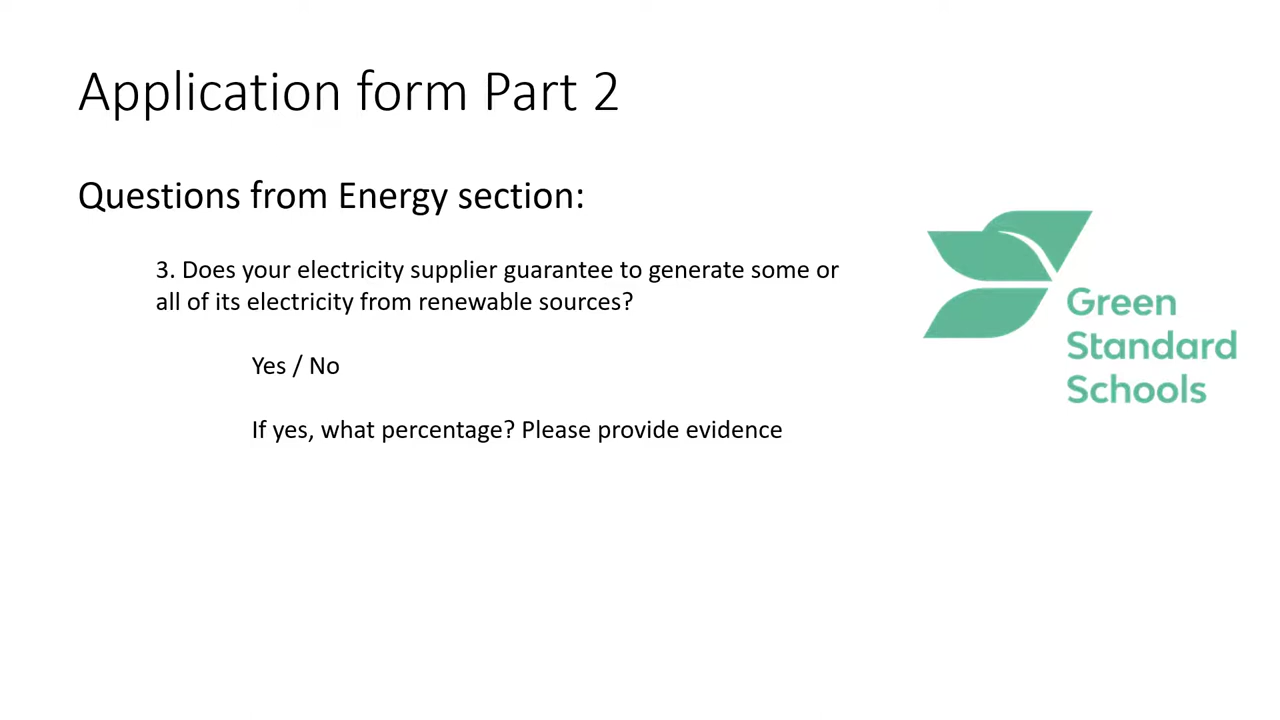 Application form Part 2
Questions from Energy section:
3. Does your electricity supplier guarantee to generate some or
all of its electricity from renewable sources?
Yes / No
If yes, what percentage? Please provide evidence
Green
Standard
Schools